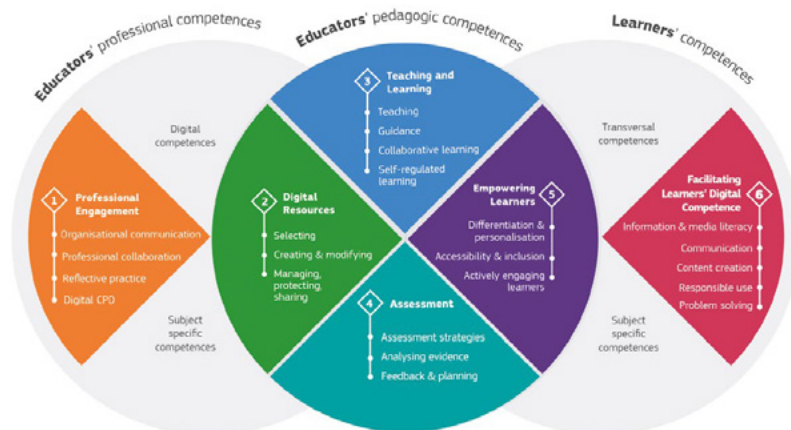 Educators' professional competences
Educators' pedagogic competences
Learners' competences
Digital
competences
Transversal
competences
Subject
specific
competences
Subject
specific
competences
1
Professional
Engagement
Organisational communication
Professional collaboration
Reflective practice
Digital CPD
2
Digital
Resources
Selecting
Creating & modifying
Managing,
protecting,
sharing
3
Teaching and
Learning
Teaching
Guidance
Collaborative learning
Self-regulated
learning
4
Assessment
Assessment strategies
Analysing evidence
Feedback & planning
5
Empowering
Learners
Differentiation &
personalisation
Accessibility & inclusion
Actively engaging
learners
6
Facilitating
Learners' Digital
Competence
Information & media literacy
Communication
Content creation
Responsible use
Problem solving